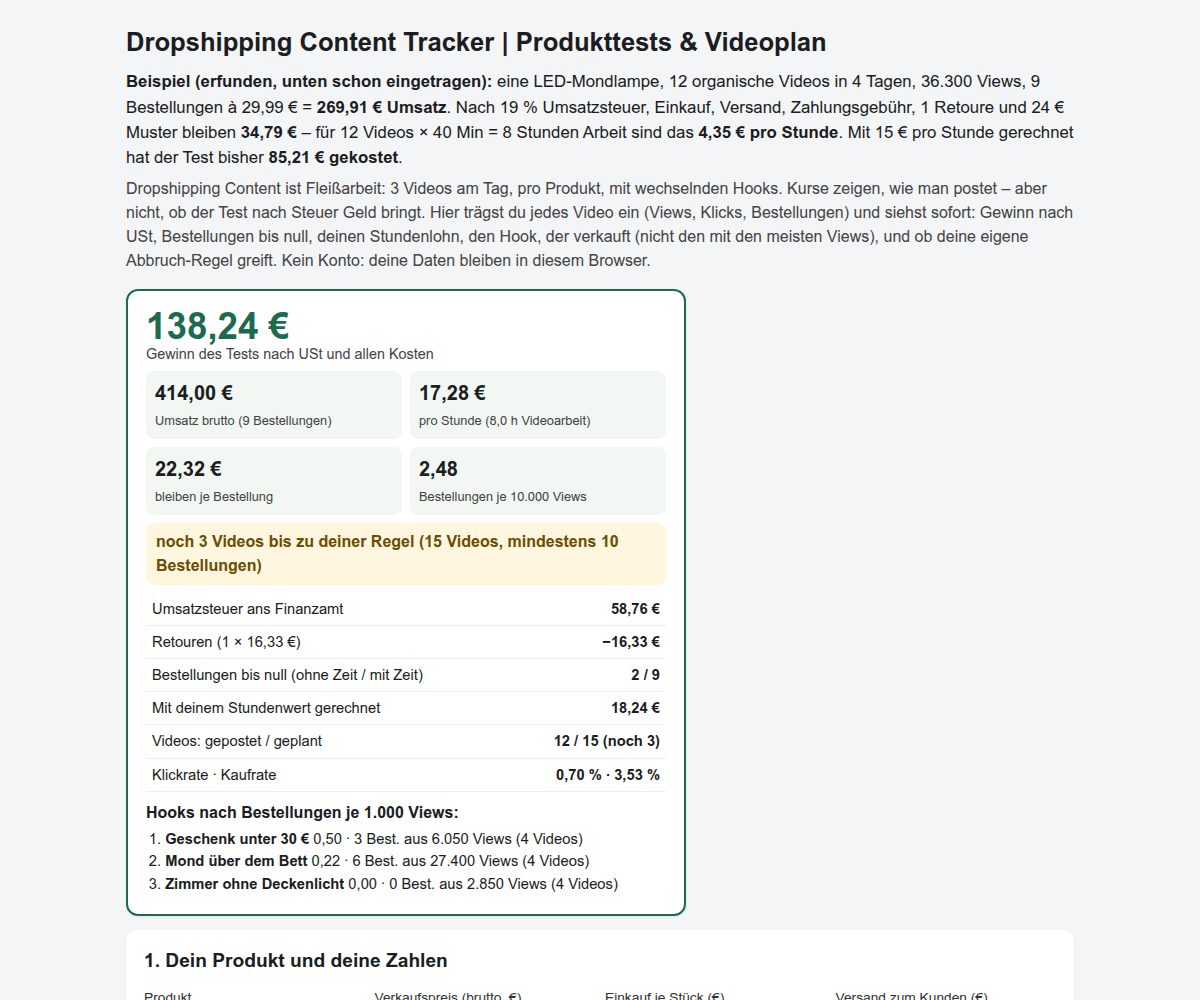 Dropshipping Content Tracker | Produkttests & Videoplan
Beispiel (erfunden, unten schon eingetragen): eine LED-Mondlampe, 12 organische Videos in 4 Tagen, 36.300 Views, 9
Bestellungen à 29,99 € = 269,91 € Umsatz. Nach 19 % Umsatzsteuer, Einkauf, Versand, Zahlungsgebühr, 1 Retoure und 24 €
Muster bleiben 34,79 € – für 12 Videos × 40 Min = 8 Stunden Arbeit sind das 4,35 € pro Stunde. Mit 15 € pro Stunde gerechnet
hat der Test bisher 85,21 € gekostet.
Dropshipping Content ist Fleißarbeit: 3 Videos am Tag, pro Produkt, mit wechselnden Hooks. Kurse zeigen, wie man postet – aber
nicht, ob der Test nach Steuer Geld bringt. Hier trägst du jedes Video ein (Views, Klicks, Bestellungen) und siehst sofort: Gewinn nach
USt, Bestellungen bis null, deinen Stundenlohn, den Hook, der verkauft (nicht den mit den meisten Views), und ob deine eigene
Abbruch-Regel greift. Kein Konto: deine Daten bleiben in diesem Browser.
138,24 €
Gewinn des Tests nach USt und allen Kosten
414,00 €
Umsatz brutto (9 Bestellungen)
17,28 €
pro Stunde (8,0 h Videoarbeit)
22,32 €
bleiben je Bestellung
2,48
Bestellungen je 10.000 Views
noch 3 Videos bis zu deiner Regel (15 Videos, mindestens 10
Bestellungen)
Umsatzsteuer ans Finanzamt 58,76 €
Retouren (1 × 16,33 €) −16,33 €
Bestellungen bis null (ohne Zeit / mit Zeit) 2 / 9
Mit deinem Stundenwert gerechnet 18,24 €
Videos: gepostet / geplant 12 / 15 (noch 3)
Klickrate · Kaufrate 0,70 % · 3,53 %
Hooks nach Bestellungen je 1.000 Views:
1. Geschenk unter 30 € 0,50 · 3 Best. aus 6.050 Views (4 Videos)
2. Mond über dem Bett 0,22 · 6 Best. aus 27.400 Views (4 Videos)
3. Zimmer ohne Deckenlicht 0,00 · 0 Best. aus 2.850 Views (4 Videos)
1. Dein Produkt und deine Zahlen
Produkt Verkaufspreis (brutto, €) Einkauf je Stück (€) Versand zum Kunden (€)